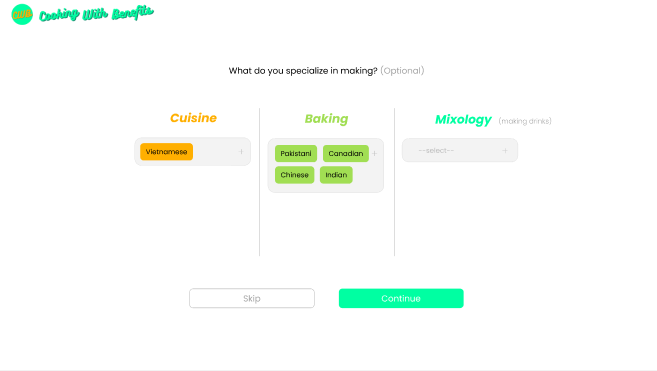 Cooking With Benefits
What do you specialize in making? (Optional)
Cuisine
Baking
Mixology (making drinks)
Vietnamese +
Pakistani Canadian +
Chinese Indian
--select-- +
Skip
Continue